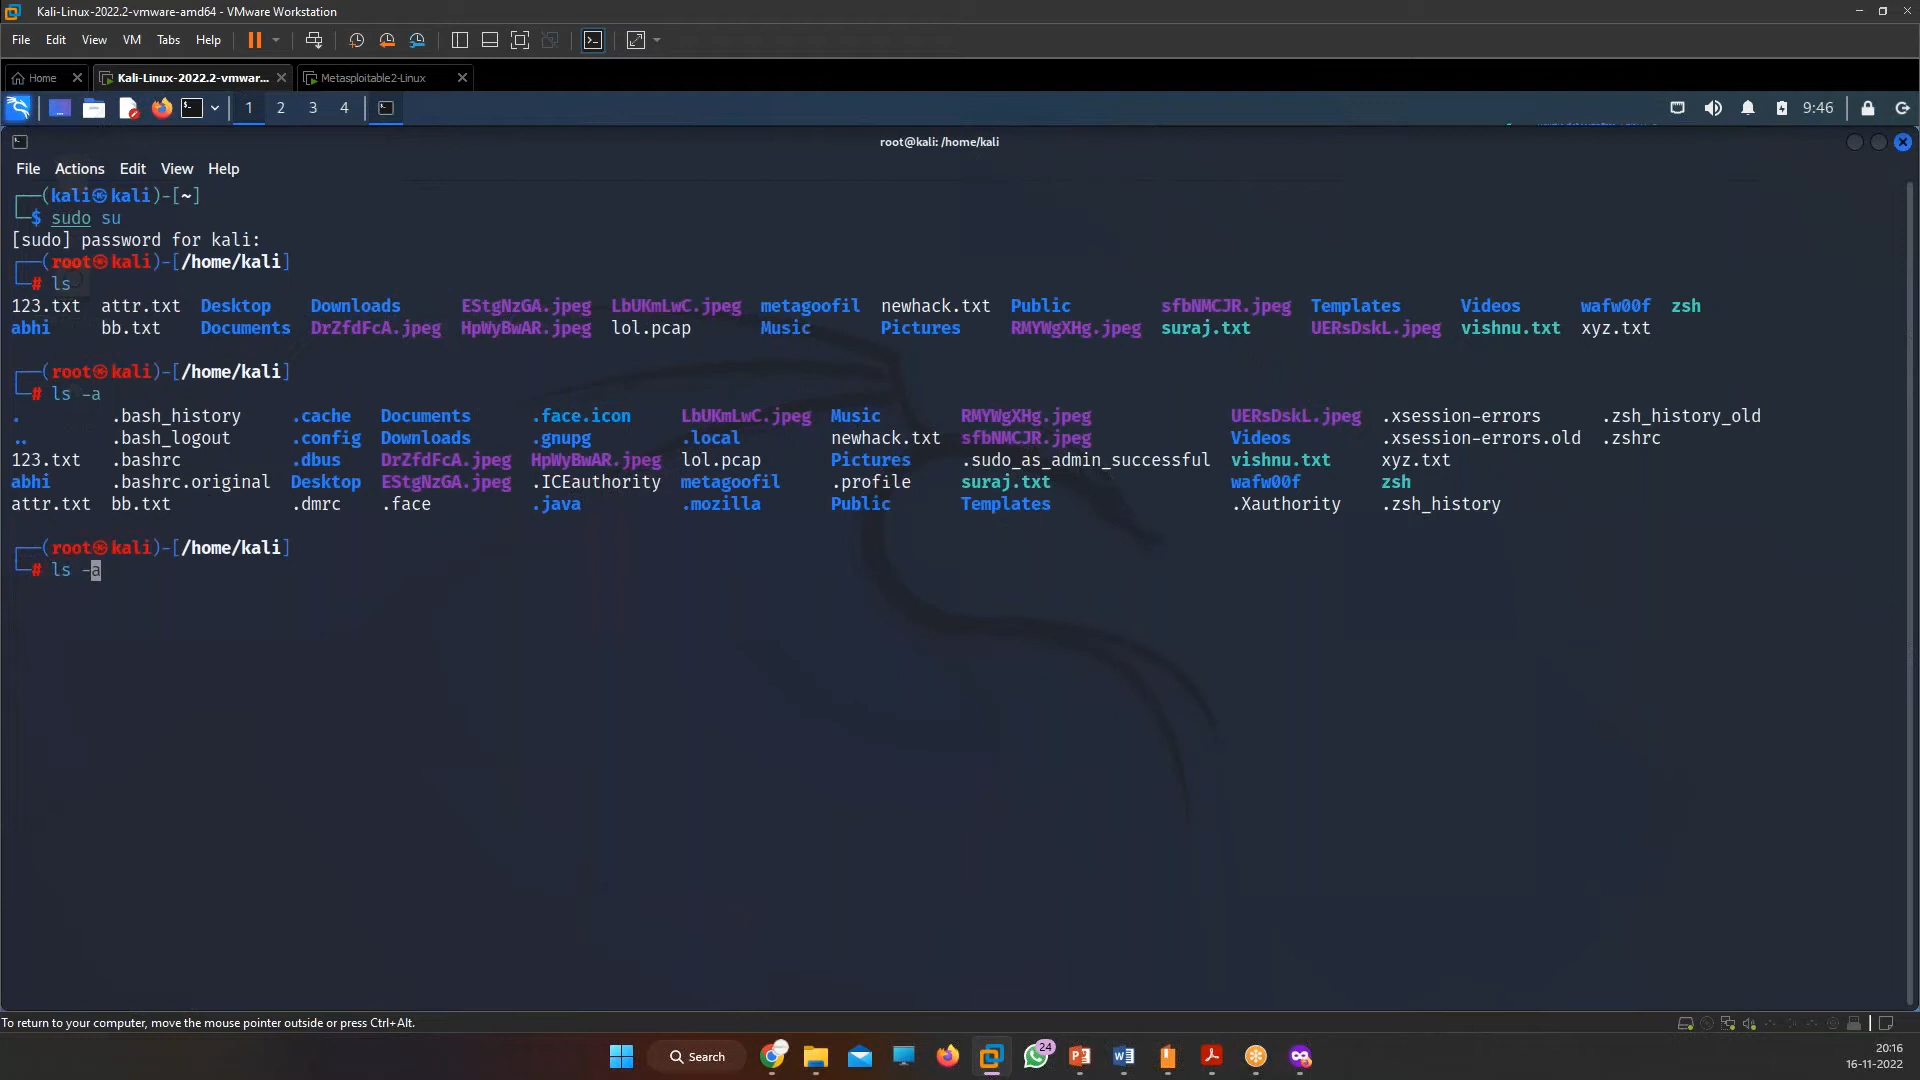 Kali-Linux-2022.2-vmware-amd64 - VMware Workstation
File Edit View VM Tabs Help
Home Kali-Linux-2022.2-vmwar... Metasploitable2-Linux
1 2 3 4 9:46
root@kali: /home/kali
File Actions Edit View Help
┌──(kali㉿kali)-[~]
└─$ sudo su
[sudo] password for kali:
┌──(root㉿kali)-[/home/kali]
└─# ls
123.txt attr.txt Desktop Downloads EStgNzGA.jpeg LbUKmLwC.jpeg metagoofil newhack.txt Public sfbNMCJR.jpeg Templates Videos wafw00f zsh
abhi bb.txt Documents DrZfdFcA.jpeg HpWyBwAR.jpeg lol.pcap Music Pictures RMYWgXHg.jpeg suraj.txt UERsDskL.jpeg vishnu.txt xyz.txt
┌──(root㉿kali)-[/home/kali]
└─# ls -a
. .bash_history .cache Documents .face.icon LbUKmLwC.jpeg Music RMYWgXHg.jpeg UERsDskL.jpeg .xsession-errors .zsh_history_old
.. .bash_logout .config Downloads .gnupg .local newhack.txt sfbNMCJR.jpeg Videos .xsession-errors.old .zshrc
123.txt .bashrc .dbus DrZfdFcA.jpeg HpWyBwAR.jpeg lol.pcap Pictures .sudo_as_admin_successful vishnu.txt xyz.txt
abhi .bashrc.original Desktop EStgNzGA.jpeg .ICEauthority metagoofil .profile suraj.txt wafw00f zsh
attr.txt bb.txt .dmrc .face .java .mozilla Public Templates .Xauthority .zsh_history
┌──(root㉿kali)-[/home/kali]
└─# ls -a
To return to your computer, move the mouse pointer outside or press Ctrl+Alt.
Search 24 20:16
16-11-2022